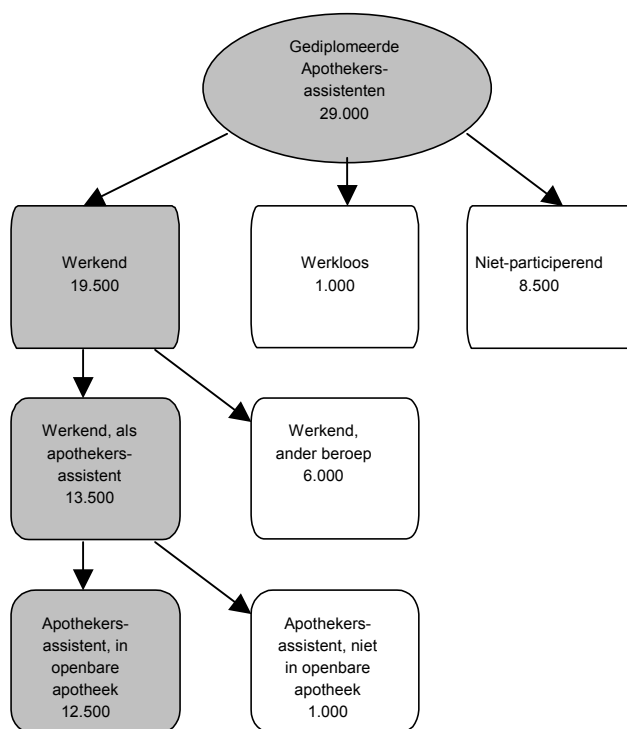 Gediplomeerde
Apothekers-
assistenten
29.000
Werkend
19.500
Werkloos
1.000
Niet-participerend
8.500
Werkend, als
apothekers-
assistent
13.500
Werkend,
ander beroep
6.000
Apothekers-
assistent, in
openbare
apotheek
12.500
Apothekers-
assistent, niet
in openbare
apotheek
1.000